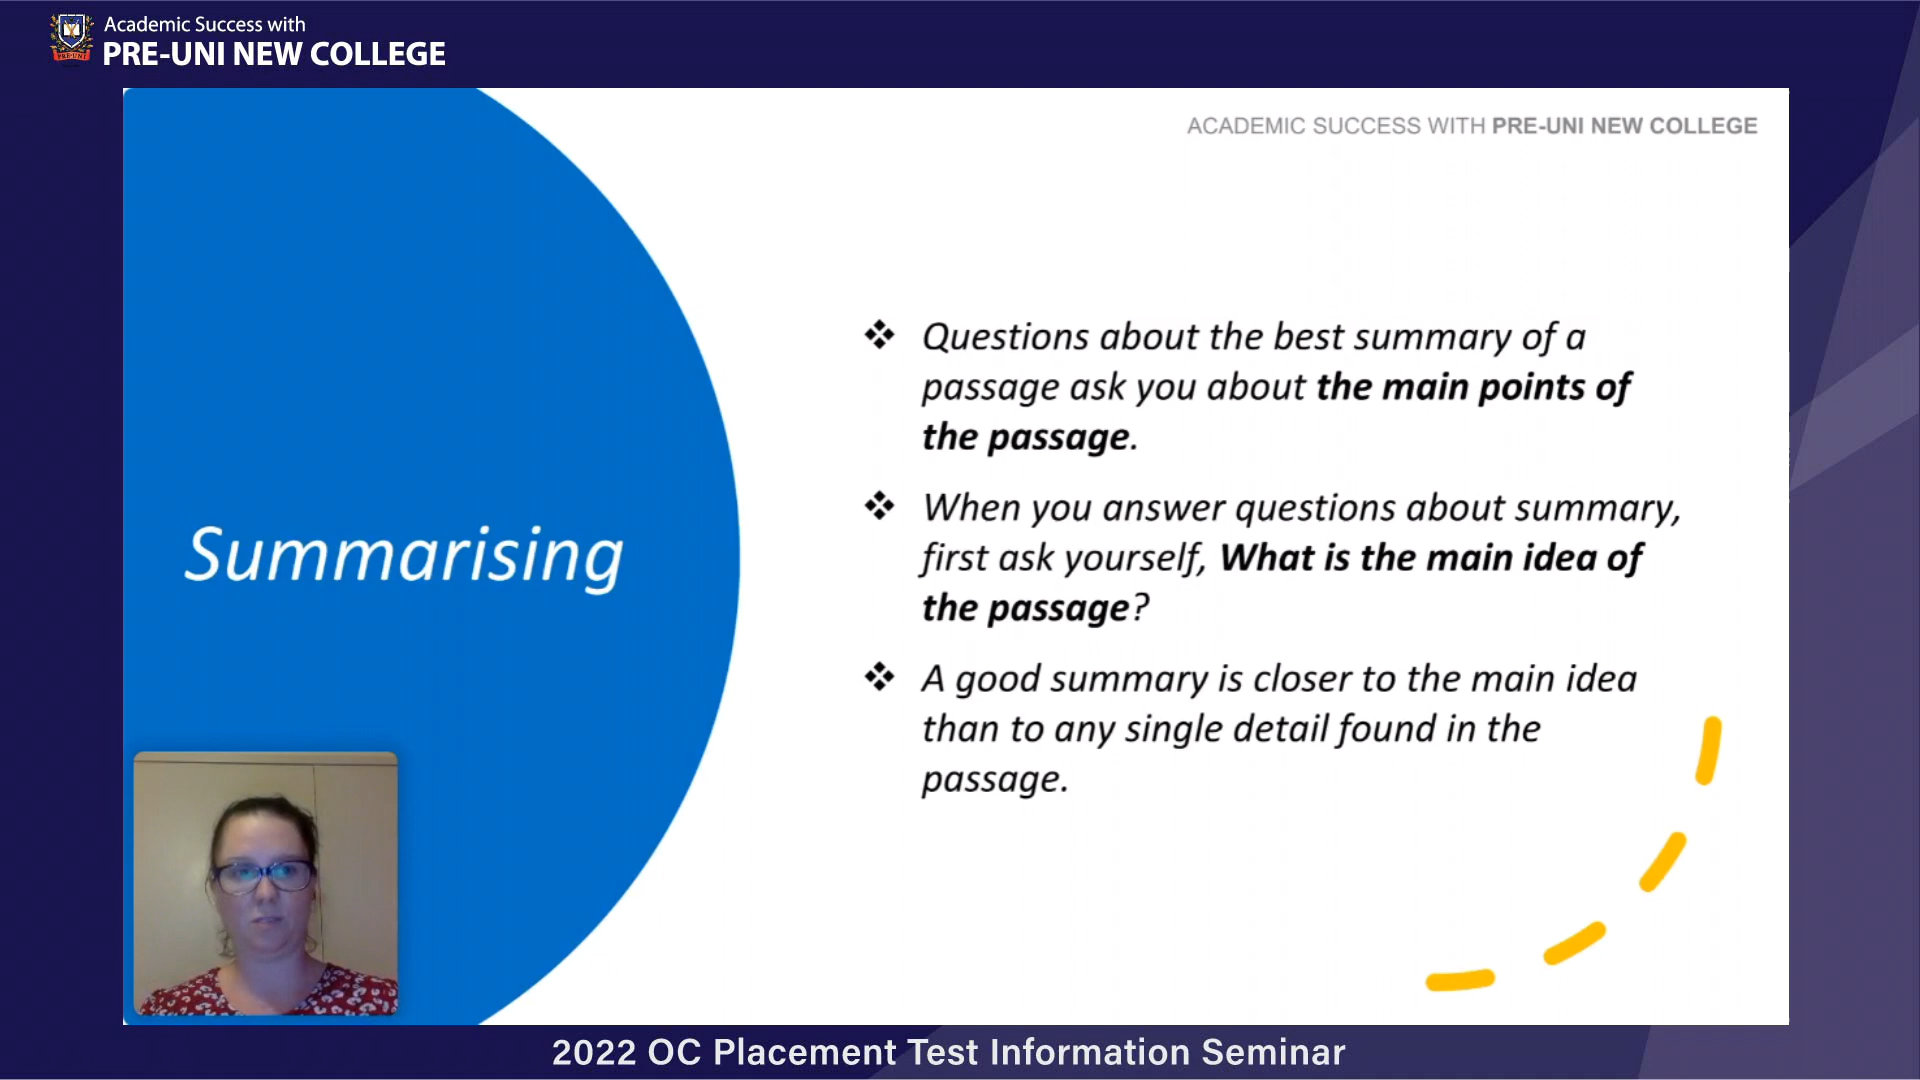 Academic Success with
PRE-UNI NEW COLLEGE
ACADEMIC SUCCESS WITH PRE-UNI NEW COLLEGE
Summarising
❖ Questions about the best summary of a
passage ask you about the main points of
the passage.
❖ When you answer questions about summary,
first ask yourself, What is the main idea of
the passage?
❖ A good summary is closer to the main idea
than to any single detail found in the
passage.
2022 OC Placement Test Information Seminar